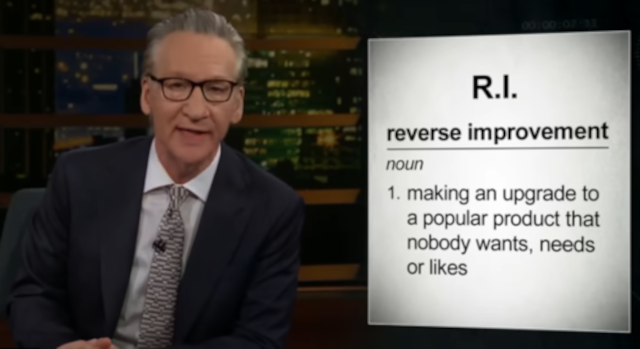 R.I.
reverse improvement
noun
1. making an upgrade to
a popular product that
nobody wants, needs
or likes